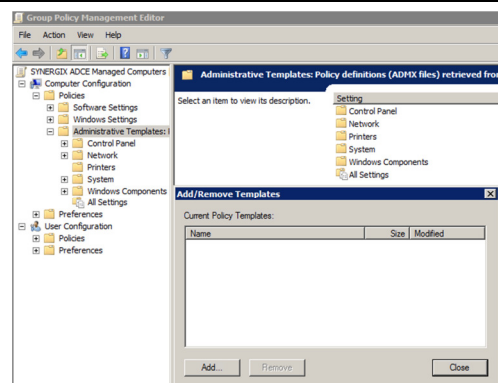 Group Policy Management Editor
File Action View Help
SYNERGIX ADCE Managed Computers
Computer Configuration
Policies
Software Settings
Windows Settings
Administrative Templates:
Control Panel
Network
Printers
System
Windows Components
All Settings
Preferences
User Configuration
Policies
Preferences
Administrative Templates: Policy definitions (ADMX files) retrieved fro
Select an item to view its description.
Setting
Control Panel
Network
Printers
System
Windows Components
All Settings
Add/Remove Templates
Current Policy Templates:
Name Size Modified
Add... Remove Close